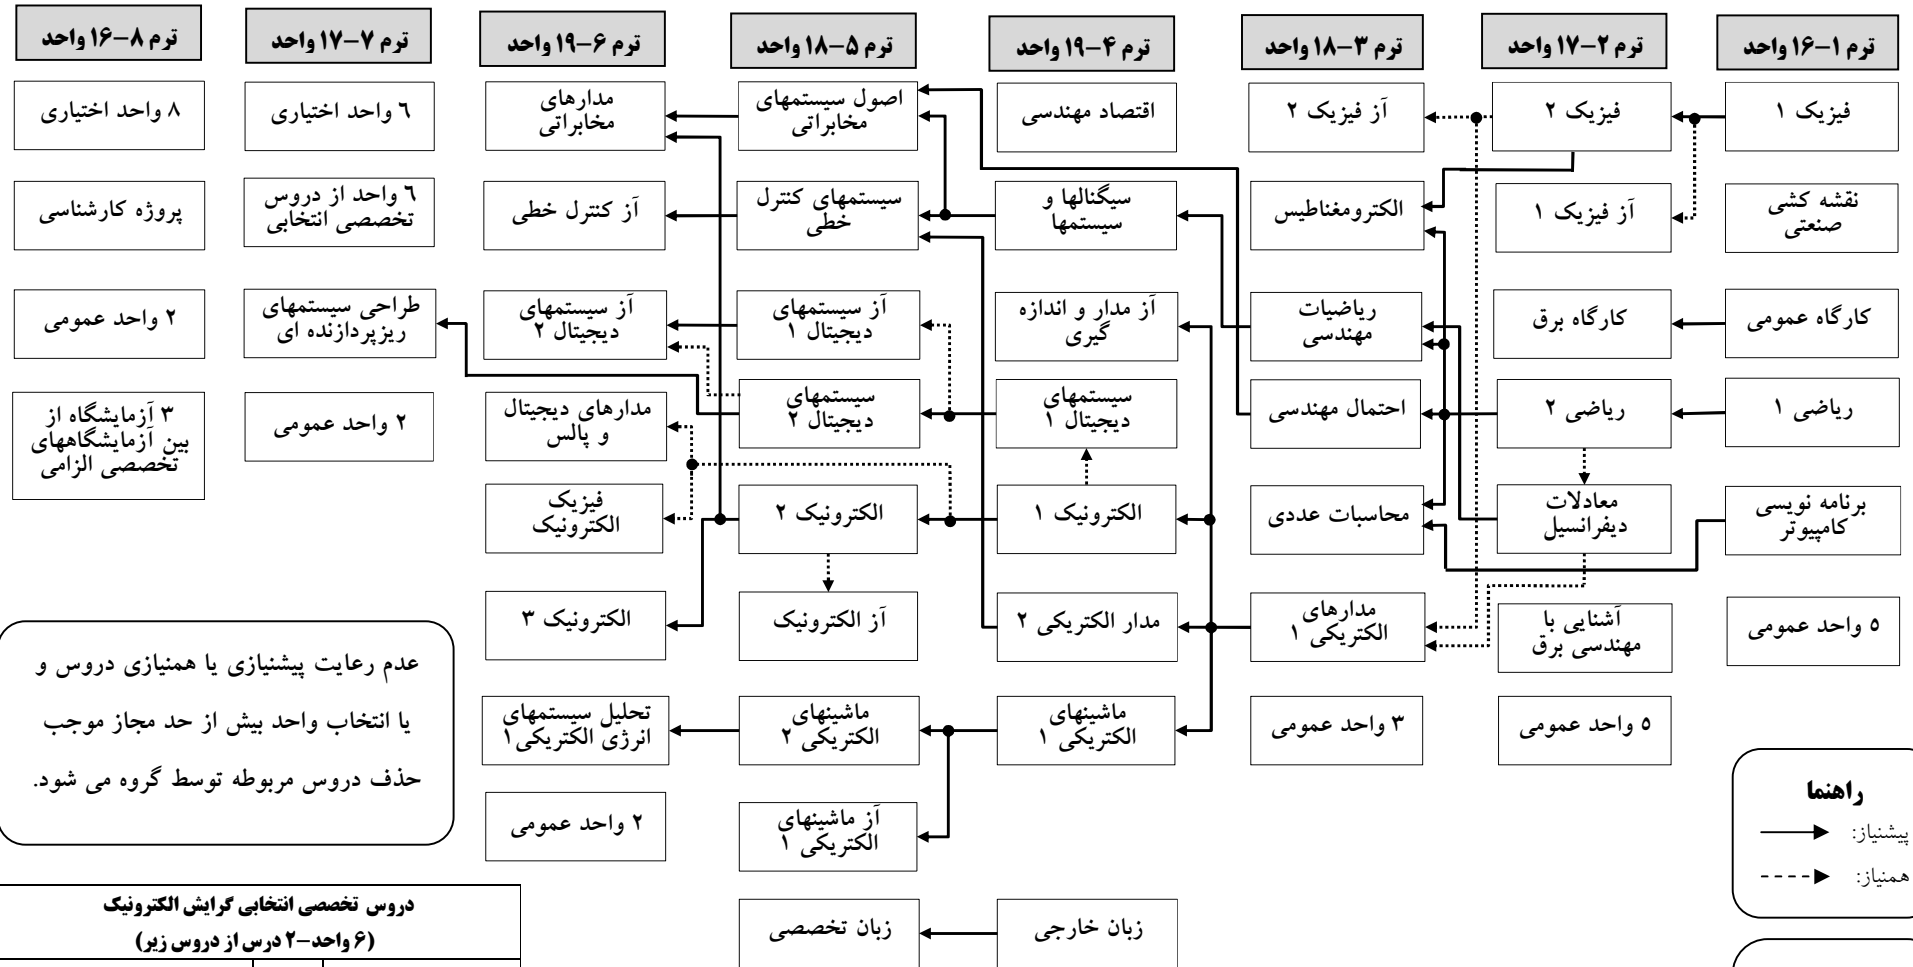 ترم ۱–۱۶ واحد
ترم ۲–۱۷ واحد
ترم ۳–۱۸ واحد
ترم ۴–۱۹ واحد
ترم ۵–۱۸ واحد
ترم ۶–۱۹ واحد
ترم ۷–۱۷ واحد
ترم ۸–۱۶ واحد
فیزیک ۱
نقشه کشی
صنعتی
کارگاه عمومی
ریاضی ۱
برنامه نویسی
کامپیوتر
۵ واحد عمومی
فیزیک ۲
آز فیزیک ۱
کارگاه برق
ریاضی ۲
معادلات
دیفرانسیل
آشنایی با
مهندسی برق
۵ واحد عمومی
آز فیزیک ۲
الکترومغناطیس
ریاضیات
مهندسی
احتمال مهندسی
محاسبات عددی
مدارهای
الکتریکی ۱
۳ واحد عمومی
اقتصاد مهندسی
سیگنالها و
سیستمها
آز مدار و اندازه
گیری
سیستمهای
دیجیتال ۱
الکترونیک ۱
مدار الکتریکی ۲
ماشینهای
الکتریکی ۱
زبان خارجی
اصول سیستمهای
مخابراتی
سیستمهای کنترل
خطی
آز سیستمهای
دیجیتال ۱
سیستمهای
دیجیتال ۲
الکترونیک ۲
آز الکترونیک
ماشینهای
الکتریکی ۲
آز ماشینهای
الکتریکی ۱
زبان تخصصی
مدارهای
مخابراتی
آز کنترل خطی
آز سیستمهای
دیجیتال ۲
مدارهای دیجیتال
و پالس
فیزیک
الکترونیک
الکترونیک ۳
تحلیل سیستمهای
انرژی الکتریکی۱
۲ واحد عمومی
۶ واحد اختیاری
۶ واحد از دروس
تخصصی انتخابی
طراحی سیستمهای
ریزپردازنده ای
۲ واحد عمومی
۸ واحد اختیاری
پروژه کارشناسی
۲ واحد عمومی
۳ آزمایشگاه از
بین آزمایشگاههای
تخصصی الزامی
راهنما
پیشنیاز:
همنیاز:
عدم رعایت پیشنیازی یا همنیازی دروس و
یا انتخاب واحد بیش از حد مجاز موجب
حذف دروس مربوطه توسط گروه می شود.
دروس تخصصی انتخابی گرایش الکترونیک
(۶ واحد–۲ درس از دروس زیر)